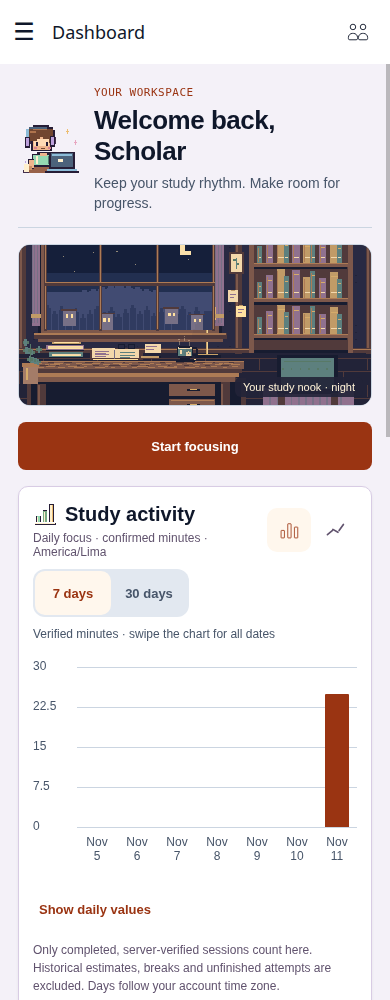 Dashboard
YOUR WORKSPACE
Welcome back,
Scholar
Keep your study rhythm. Make room for
progress.
Your study nook · night
Start focusing
Study activity
Daily focus · confirmed minutes ·
America/Lima
7 days
30 days
Verified minutes · swipe the chart for all dates
30
22.5
15
7.5
0
Nov Nov Nov Nov Nov Nov Nov
5 6 7 8 9 10 11
Show daily values
Only completed, server-verified sessions count here.
Historical estimates, breaks and unfinished attempts are
excluded. Days follow your account time zone.